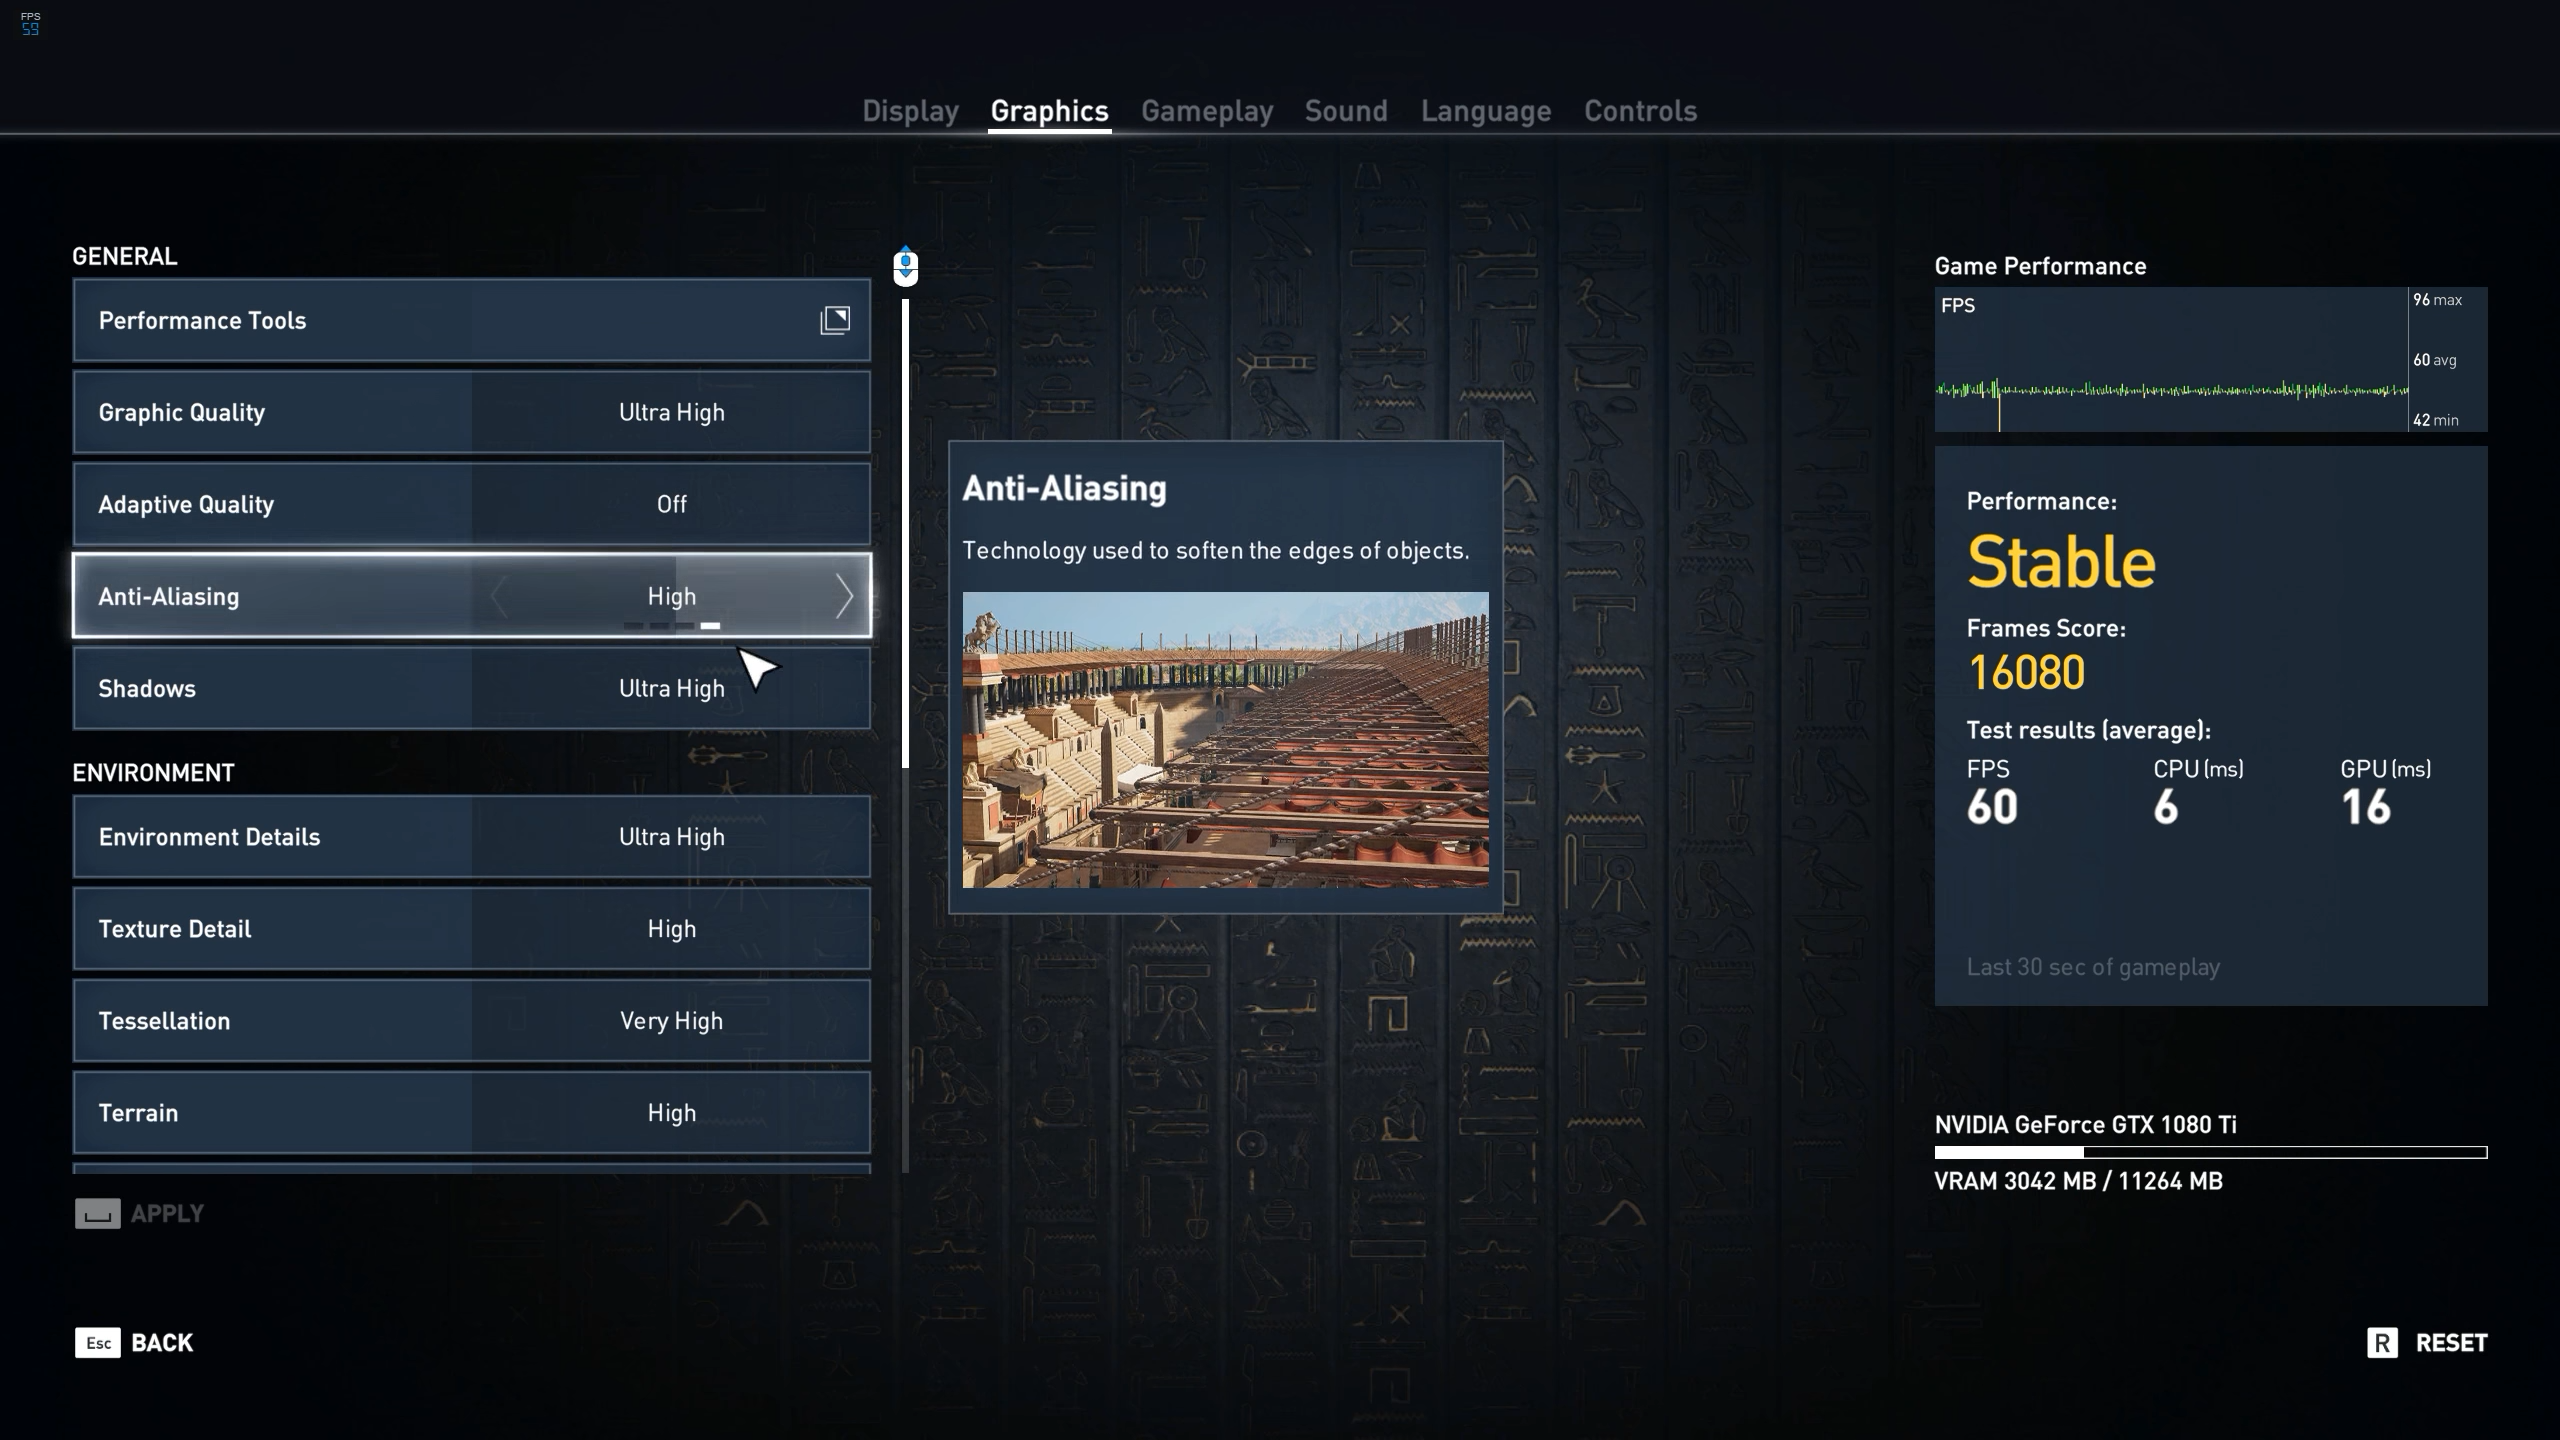 FPS
59
Display Graphics Gameplay Sound Language Controls
GENERAL
Performance Tools
Graphic Quality Ultra High
Adaptive Quality Off
Anti-Aliasing High
Shadows Ultra High
ENVIRONMENT
Environment Details Ultra High
Texture Detail High
Tessellation Very High
Terrain High
APPLY
Esc BACK
Anti-Aliasing
Technology used to soften the edges of objects.
Game Performance
FPS
96 max
60 avg
42 min
Performance:
Stable
Frames Score:
16080
Test results (average):
FPS CPU (ms) GPU (ms)
60 6 16
Last 30 sec of gameplay
NVIDIA GeForce GTX 1080 Ti
VRAM 3042 MB / 11264 MB
R RESET